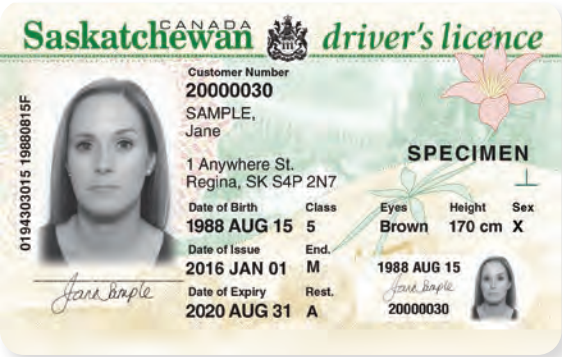 CANADA
Saskatchewan driver's licence
Customer Number
20000030
SAMPLE,
Jane
1 Anywhere St.
Regina, SK S4P 2N7
SPECIMEN
Date of Birth Class Eyes Height Sex
1988 AUG 15 5 Brown 170 cm X
Date of Issue End.
2016 JAN 01 M
Date of Expiry Rest.
2020 AUG 31 A
0194303015 19880815F
Jane Sample
1988 AUG 15
Jane Sample
20000030